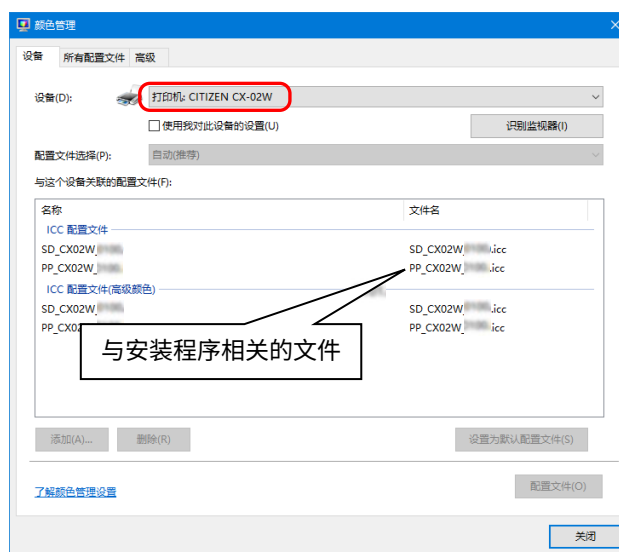 颜色管理
设备 所有配置文件 高级
设备(D): 打印机: CITIZEN CX-02W
使用我对此设备的设置(U) 识别监视器(I)
配置文件选择(P): 自动(推荐)
与这个设备关联的配置文件(F):
名称 文件名
ICC 配置文件
SD_CX02W_ SD_CX02W .icc
PP_CX02W_ PP_CX02W_ .icc
ICC 配置文件(高级颜色)
SD_CX02W SD_CX02W .icc
PP_CX02 PP_CX02W_ .icc
与安装程序相关的文件
添加(A)... 删除(R) 设置为默认配置文件(S)
了解颜色管理设置 配置文件(O)
关闭